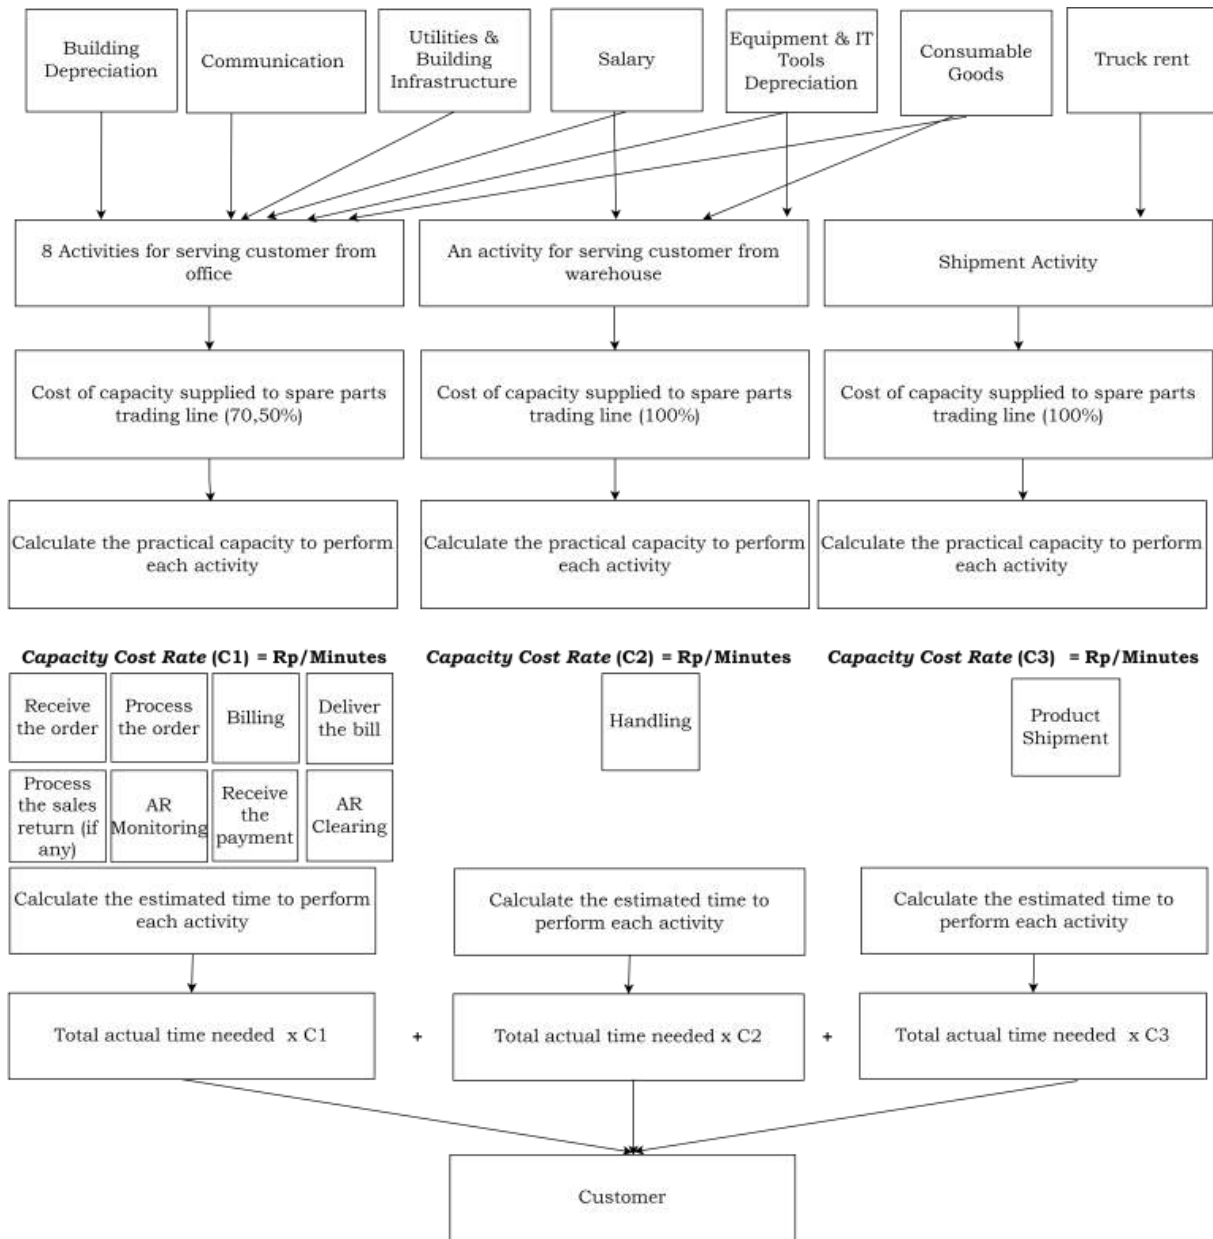 Building
Depreciation
Communication
Utilities &
Building
Infrastructure
Salary
Equipment & IT
Tools
Depreciation
Consumable
Goods
Truck rent
8 Activities for serving customer from
office
An activity for serving customer from
warehouse
Shipment Activity
Cost of capacity supplied to spare parts
trading line (70,50%)
Cost of capacity supplied to spare parts
trading line (100%)
Cost of capacity supplied to spare parts
trading line (100%)
Calculate the practical capacity to perform
each activity
Calculate the practical capacity to perform
each activity
Calculate the practical capacity to perform
each activity
Capacity Cost Rate (C1) = Rp/Minutes
Capacity Cost Rate (C2) = Rp/Minutes
Capacity Cost Rate (C3) = Rp/Minutes
Receive
the order
Process
the order
Billing
Deliver
the bill
Handling
Product
Shipment
Process
the sales
return (if
any)
AR
Monitoring
Receive
the
payment
AR
Clearing
Calculate the estimated time to perform
each activity
Calculate the estimated time to
perform each activity
Calculate the estimated time to
perform each activity
Total actual time needed x C1
+
Total actual time needed x C2
+
Total actual time needed x C3
Customer